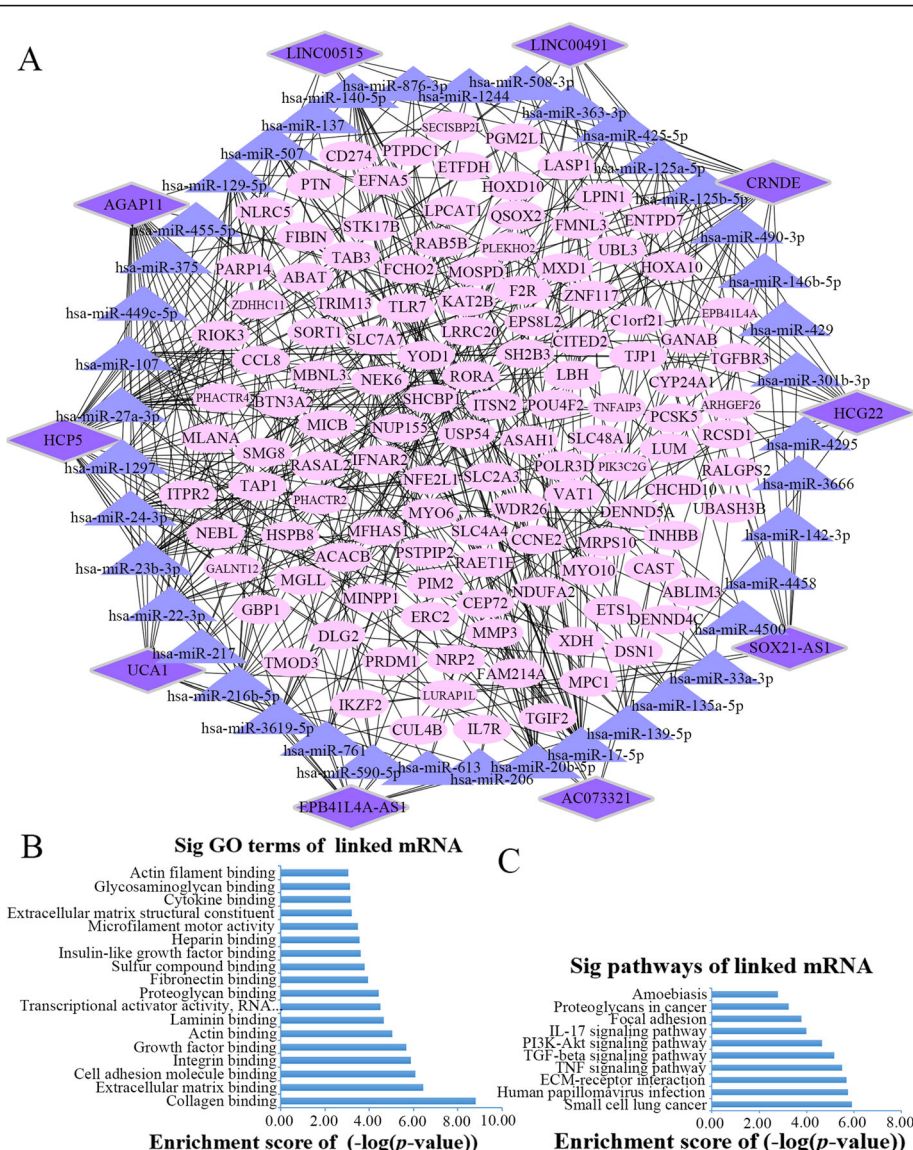 A
LINC00515
LINC00491
hsa-miR-876-3p
hsa-miR-508-3p
hsa-miR-140-5p
hsa-miR-1244
hsa-miR-363-3p
hsa-miR-137
SECISBP2L
PGM2L1
hsa-miR-425-5p
hsa-miR-507
CD274
PTPDC1
ETFDH
LASP1
hsa-miR-125a-5p
hsa-miR-129-5p
PTN
EFNA5
HOXD10
LPIN1
hsa-miR-125b-5p
CRNDE
AGAP11
NLRC5
STK17B
LPCAT1
QSOX2
FMNL3
ENTPD7
hsa-miR-455-5p
FIBIN
RAB5B
PLEKHO2
UBL3
hsa-miR-490-3p
hsa-miR-375
PARP14
ABAT
TAB3
FCHO2
MOSPD1
MXD1
HOXA10
hsa-miR-146b-5p
hsa-miR-449c-5p
ZDHHC11
TRIM13
TLR7
KAT2B
F2R
ZNF117
EPB41L4A
RIOK3
SORT1
SLC7A7
LRRC20
EPS8L2
C1orf21
GANAB
hsa-miR-429
hsa-miR-107
CCL8
YOD1
SH2B3
CITED2
TJP1
TGFBR3
MBNL3
NEK6
RORA
LBH
CYP24A1
hsa-miR-301b-3p
hsa-miR-27a-3p
PHACTR4
BTN3A2
SHCBP1
ITSN2
POU4F2
TNFAIP3
PCSK5
ARHGEF26
HCG22
HCP5
MLANA
MICB
NUP155
USP54
ASAH1
SLC48A1
RCSD1
hsa-miR-4295
hsa-miR-1297
SMG8
RASAL2
IFNAR2
LUM
RALGPS2
hsa-miR-3666
ITPR2
TAP1
PHACTR2
NFE2L1
SLC2A3
POLR3D
PIK3C2G
CHCHD10
hsa-miR-24-3p
MYO6
WDR26
VAT1
DENND5A
UBASH3B
hsa-miR-142-3p
NEBL
HSPB8
MFHAS1
SLC4A4
CCNE2
MRPS10
INHBB
hsa-miR-23b-3p
GALNT12
ACACB
PSTPIP2
RAET1E
MYO10
CAST
hsa-miR-4458
MGLL
MINPP1
PIM2
NDUFA2
ABLIM3
hsa-miR-22-3p
GBP1
ERC2
CEP72
ETS1
DENND4C
hsa-miR-4500
hsa-miR-217
DLG2
MMP3
XDH
DSN1
SOX21-AS1
UCA1
TMOD3
PRDM1
NRP2
FAM214A
MPC1
hsa-miR-33a-3p
hsa-miR-216b-5p
IKZF2
LURAP1L
hsa-miR-135a-5p
hsa-miR-3619-5p
CUL4B
IL7R
TGIF2
hsa-miR-139-5p
hsa-miR-761
hsa-miR-17-5p
hsa-miR-590-5p
hsa-miR-613
hsa-miR-20b-5p
hsa-miR-206
EPB41L4A-AS1
AC073321
B
Sig GO terms of linked mRNA
Actin filament binding
Glycosaminoglycan binding
Cytokine binding
Extracellular matrix structural constituent
Microfilament motor activity
Heparin binding
Insulin-like growth factor binding
Sulfur compound binding
Fibronectin binding
Proteoglycan binding
Transcriptional activator activity, RNA...
Laminin binding
Actin binding
Growth factor binding
Integrin binding
Cell adhesion molecule binding
Extracellular matrix binding
Collagen binding
0.00 2.00 4.00 6.00 8.00 10.00
Enrichment score of (-log(p-value))
C
Sig pathways of linked mRNA
Amoebiasis
Proteoglycans in cancer
Focal adhesion
IL-17 signaling pathway
PI3K-Akt signaling pathway
TGF-beta signaling pathway
TNF signaling pathway
ECM-receptor interaction
Human papillomavirus infection
Small cell lung cancer
0.00 2.00 4.00 6.00 8.00
Enrichment score of (-log(p-value))